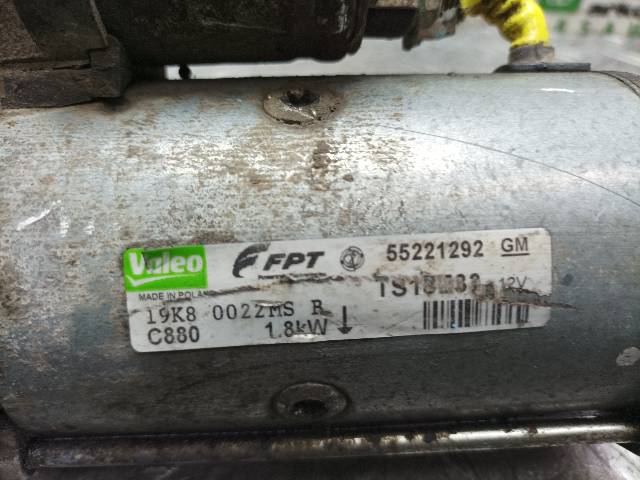 Valeo
FPT
55221292 GM
MADE IN POLAND
12V
19K8 0022MS R
C880 1.8kW